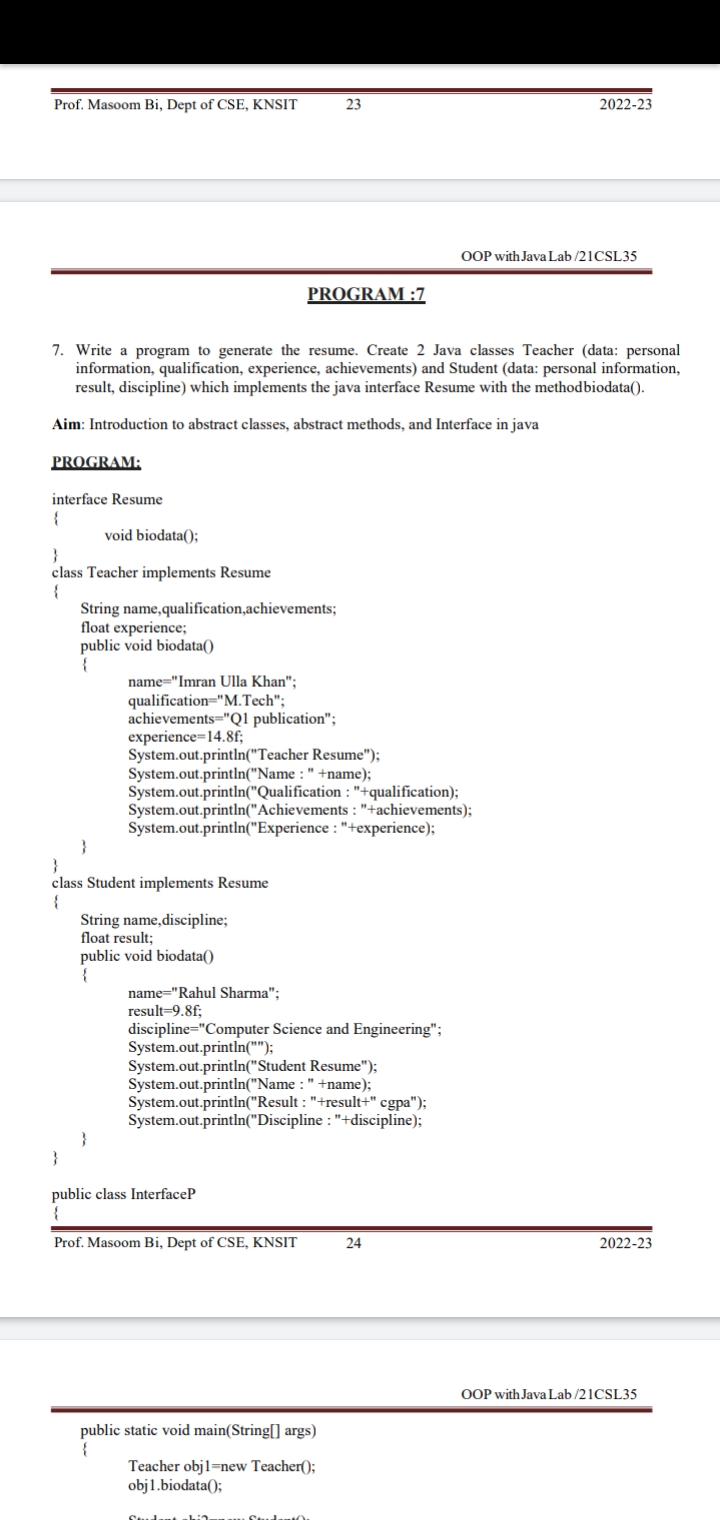 Prof. Masoom Bi, Dept of CSE, KNSIT 23 2022-23
OOP with Java Lab /21CSL35
PROGRAM :7
7. Write a program to generate the resume. Create 2 Java classes Teacher (data: personal
information, qualification, experience, achievements) and Student (data: personal information,
result, discipline) which implements the java interface Resume with the methodbiodata().
Aim: Introduction to abstract classes, abstract methods, and Interface in java
PROGRAM:
interface Resume
{
void biodata();
}
class Teacher implements Resume
{
String name,qualification,achievements;
float experience;
public void biodata()
{
name="Imran Ulla Khan";
qualification="M.Tech";
achievements="Q1 publication";
experience=14.8f;
System.out.println("Teacher Resume");
System.out.println("Name : " +name);
System.out.println("Qualification : "+qualification);
System.out.println("Achievements : "+achievements);
System.out.println("Experience : "+experience);
}
}
class Student implements Resume
{
String name,discipline;
float result;
public void biodata()
{
name="Rahul Sharma";
result=9.8f;
discipline="Computer Science and Engineering";
System.out.println("");
System.out.println("Student Resume");
System.out.println("Name : " +name);
System.out.println("Result : "+result+" cgpa");
System.out.println("Discipline : "+discipline);
}
}
public class InterfaceP
{
Prof. Masoom Bi, Dept of CSE, KNSIT 24 2022-23
OOP with Java Lab /21CSL35
public static void main(String[] args)
{
Teacher obj1=new Teacher();
obj1.biodata();